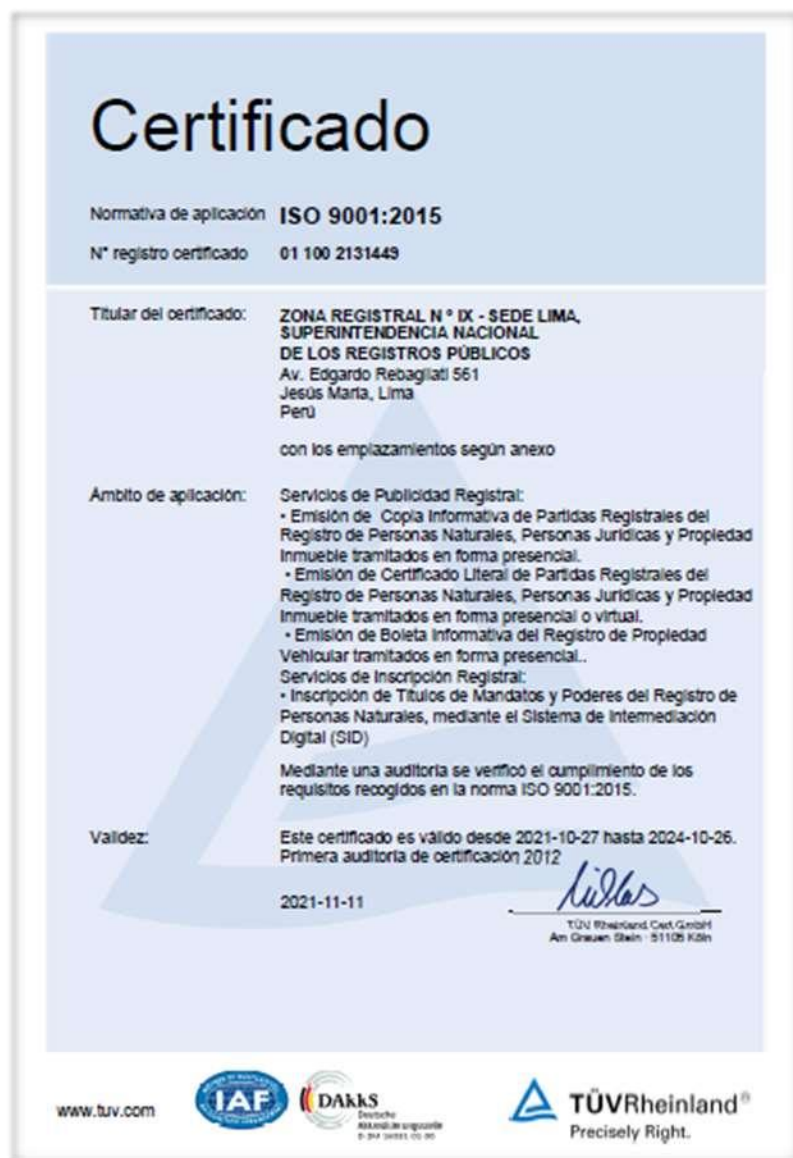 Certificado
Normativa de aplicación ISO 9001:2015
N° registro certificado 01 100 2131449
Titular del certificado: ZONA REGISTRAL N º IX - SEDE LIMA,
SUPERINTENDENCIA NACIONAL
DE LOS REGISTROS PÚBLICOS
Av. Edgardo Rebagliati 561
Jesús María, Lima
Perú
con los emplazamientos según anexo
Ámbito de aplicación: Servicios de Publicidad Registral:
• Emisión de Copia Informativa de Partidas Registrales del
Registro de Personas Naturales, Personas Jurídicas y Propiedad
Inmueble tramitados en forma presencial.
• Emisión de Certificado Literal de Partidas Registrales del
Registro de Personas Naturales, Personas Jurídicas y Propiedad
Inmueble tramitados en forma presencial o virtual.
• Emisión de Boleta Informativa del Registro de Propiedad
Vehicular tramitados en forma presencial..
Servicios de Inscripción Registral:
• Inscripción de Títulos de Mandatos y Poderes del Registro de
Personas Naturales, mediante el Sistema de Intermediación
Digital (SID)
Mediante una auditoría se verificó el cumplimiento de los
requisitos recogidos en la norma ISO 9001:2015.
Validez: Este certificado es válido desde 2021-10-27 hasta 2024-10-26.
Primera auditoría de certificación 2012
2021-11-11
TÜV Rheinland Cert GmbH
Am Grauen Stein · 51105 Köln
www.tuv.com
IAF
DAkkS
Deutsche
Akkreditierungsstelle
TÜVRheinland®
Precisely Right.